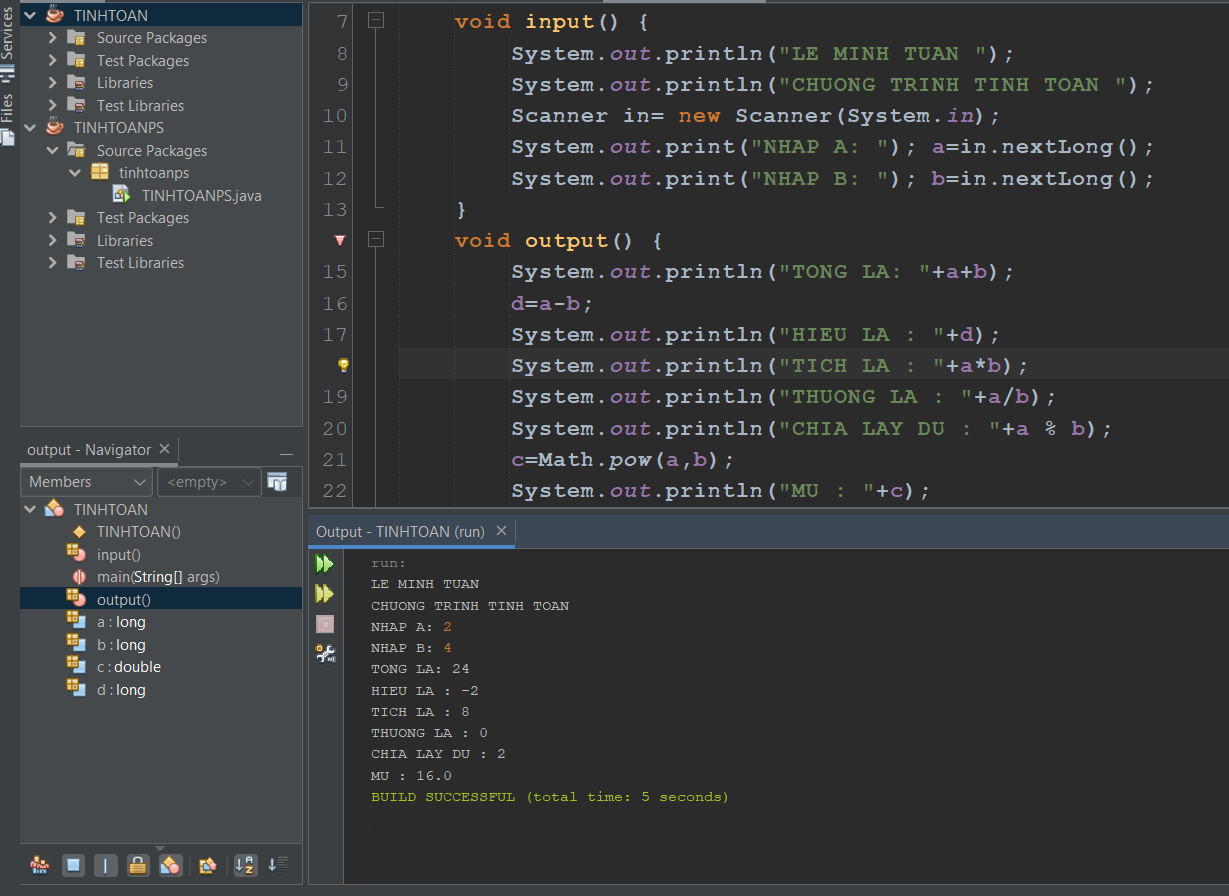 Services
Files
TINHTOAN
Source Packages
Test Packages
Libraries
Test Libraries
TINHTOANPS
Source Packages
tinhtoanps
TINHTOANPS.java
Test Packages
Libraries
Test Libraries
output - Navigator
Members
<empty>
TINHTOAN
TINHTOAN()
input()
main(String[] args)
output()
a : long
b : long
c : double
d : long
7 void input() {
8 System.out.println("LE MINH TUAN ");
9 System.out.println("CHUONG TRINH TINH TOAN ");
10 Scanner in= new Scanner(System.in);
11 System.out.print("NHAP A: "); a=in.nextLong();
12 System.out.print("NHAP B: "); b=in.nextLong();
13 }
void output() {
15 System.out.println("TONG LA: "+a+b);
16 d=a-b;
17 System.out.println("HIEU LA : "+d);
System.out.println("TICH LA : "+a*b);
19 System.out.println("THUONG LA : "+a/b);
20 System.out.println("CHIA LAY DU : "+a % b);
21 c=Math.pow(a,b);
22 System.out.println("MU : "+c);
Output - TINHTOAN (run)
run:
LE MINH TUAN
CHUONG TRINH TINH TOAN
NHAP A: 2
NHAP B: 4
TONG LA: 24
HIEU LA : -2
TICH LA : 8
THUONG LA : 0
CHIA LAY DU : 2
MU : 16.0
BUILD SUCCESSFUL (total time: 5 seconds)